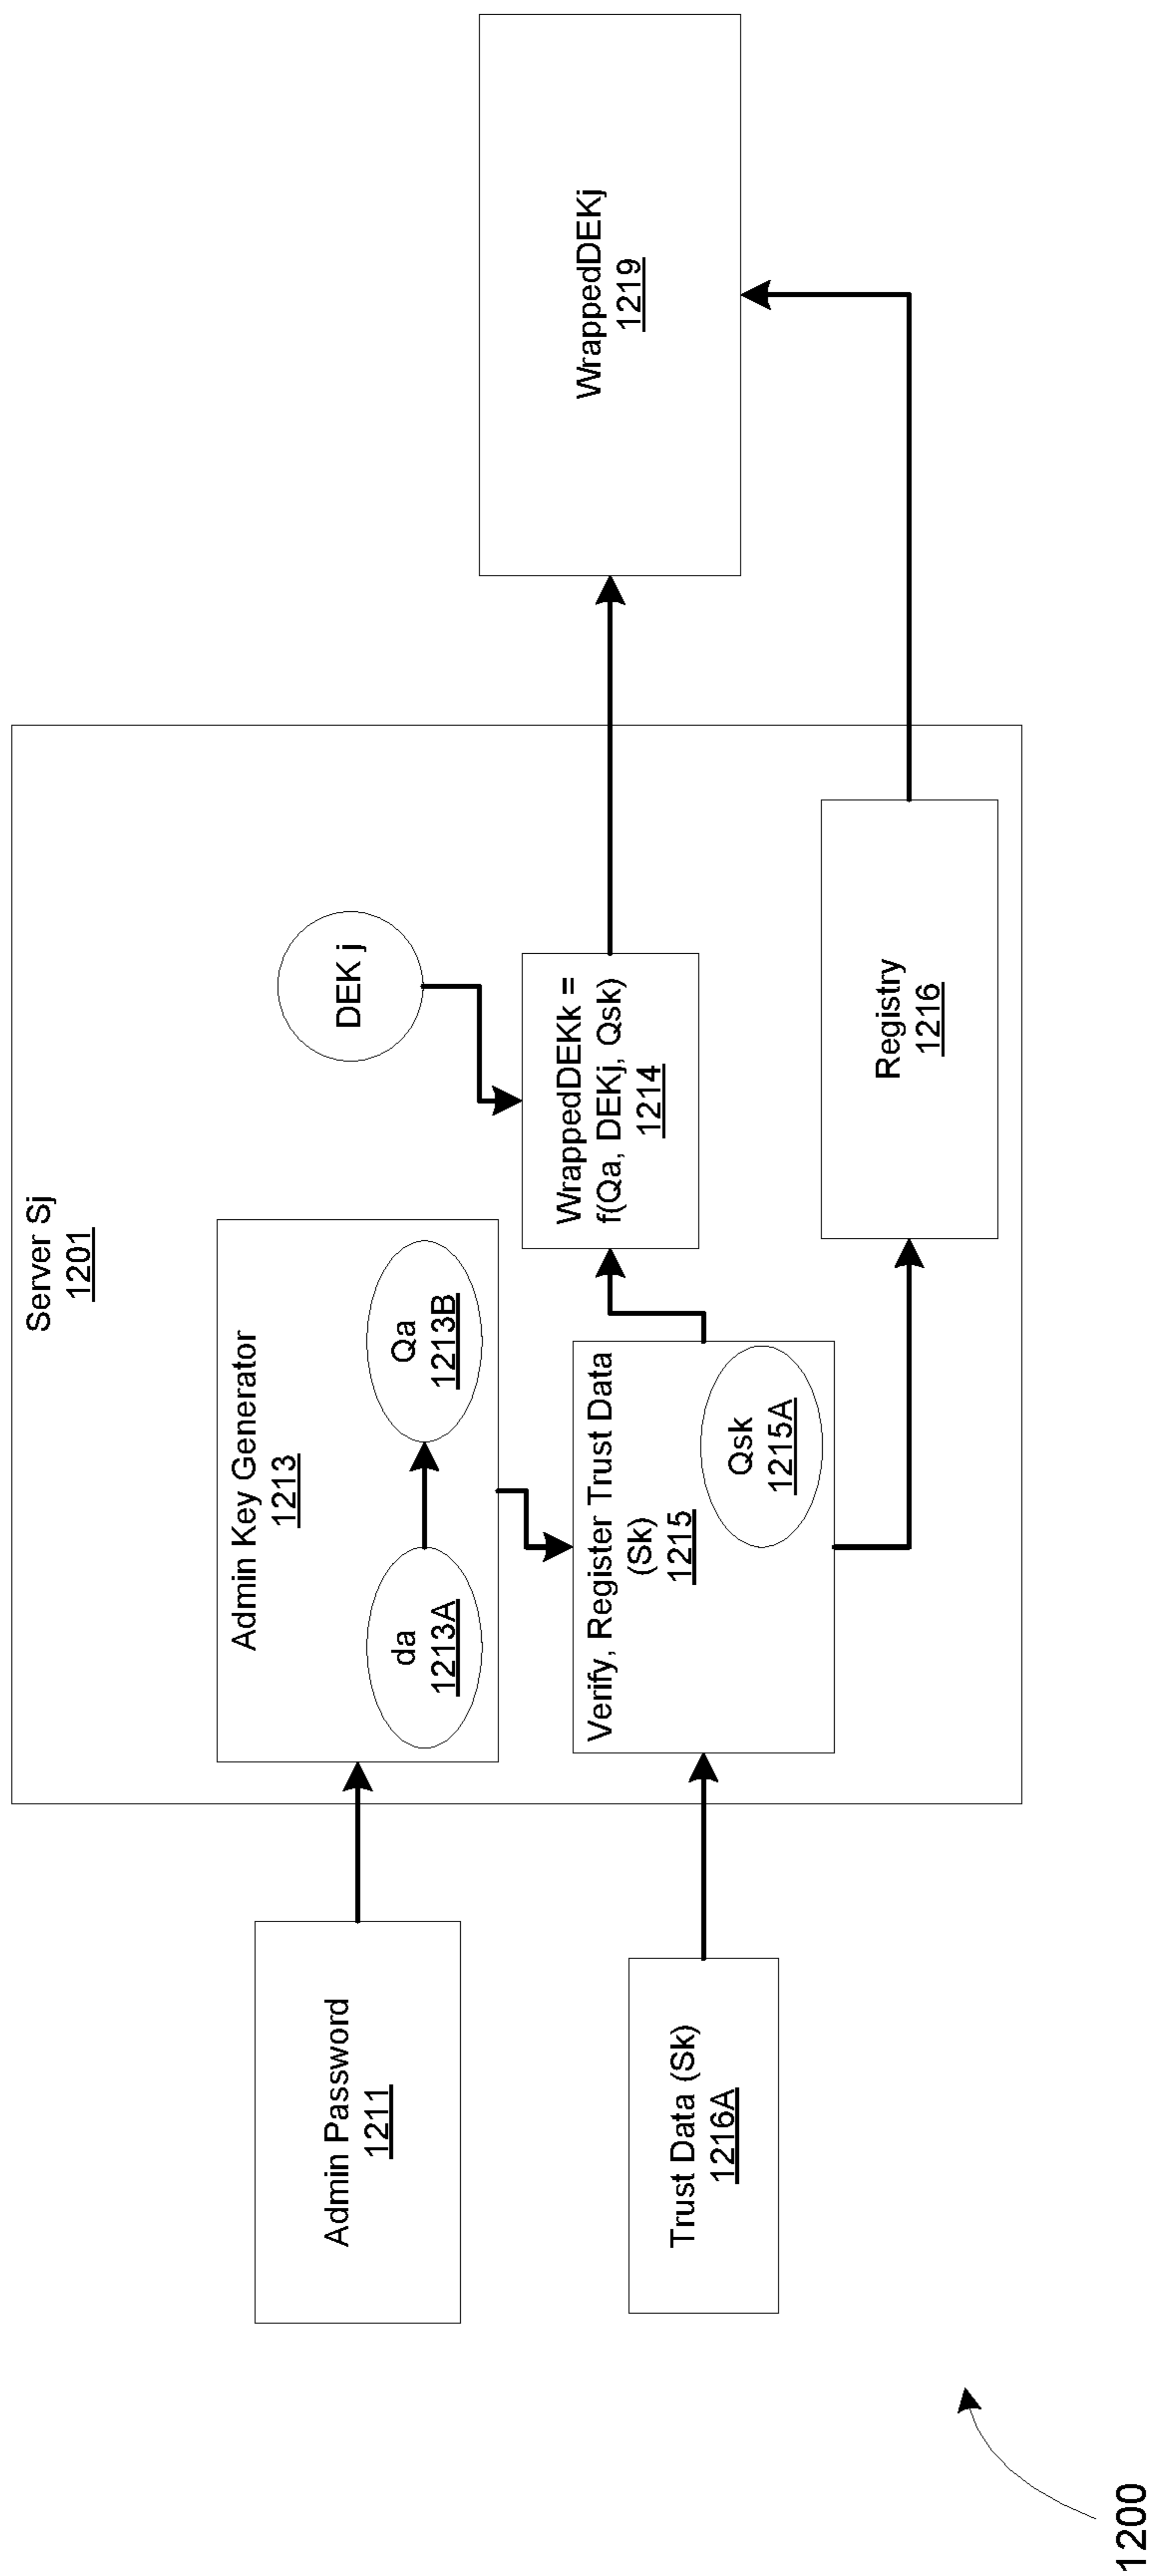 Server Sj
1201
Admin Password
1211
Admin Key Generator
1213
da
1213A
Qa
1213B
DEK j
Trust Data (Sk)
1216A
Verify, Register Trust Data
(Sk)
1215
Qsk
1215A
WrappedDEKk =
f(Qa, DEKj, Qsk)
1214
WrappedDEKj
1219
Registry
1216
1200